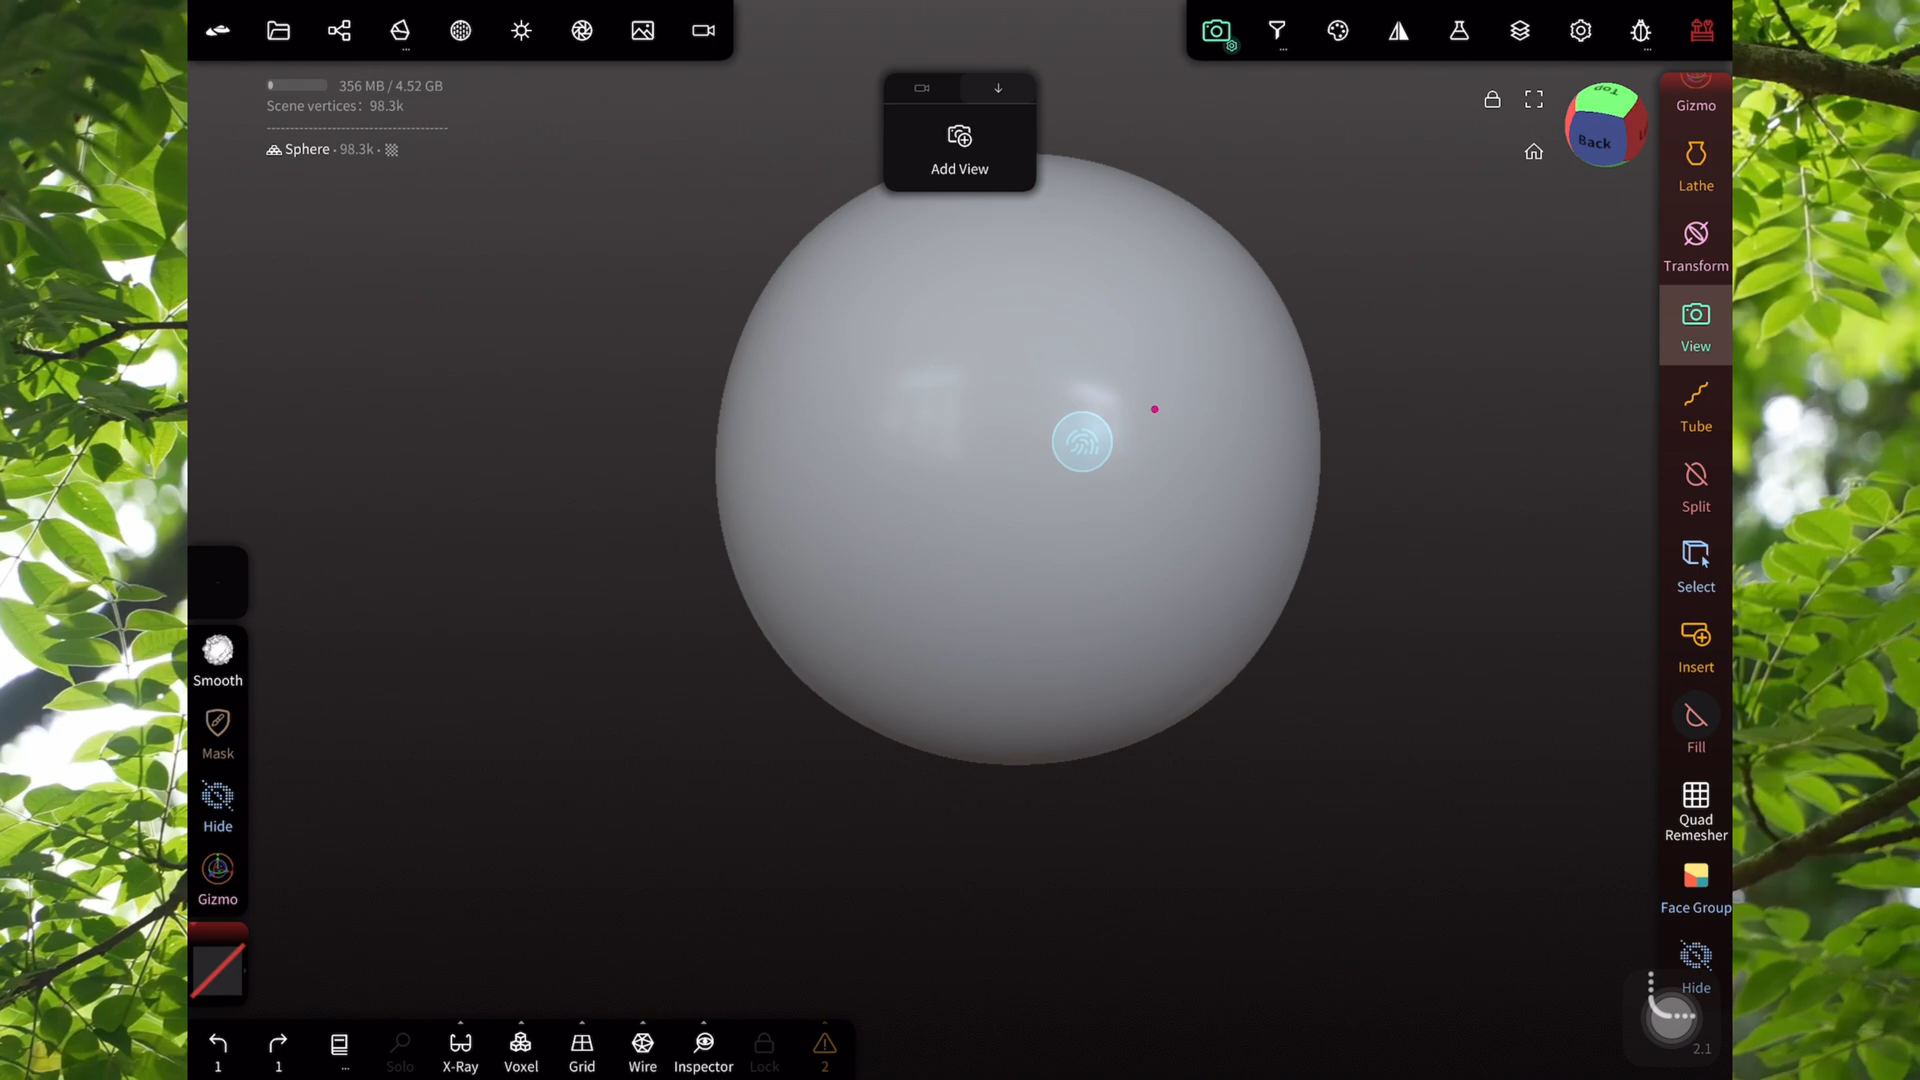 356 MB / 4.52 GB
Scene vertices: 98.3k
Sphere • 98.3k •
Add View
Top
Back
Gizmo
Lathe
Transform
View
Tube
Split
Select
Insert
Fill
Quad
Remesher
Face Group
Hide
2.1
Smooth
Mask
Hide
Gizmo
1
1
...
Solo
X-Ray
Voxel
Grid
Wire
Inspector
Lock
2